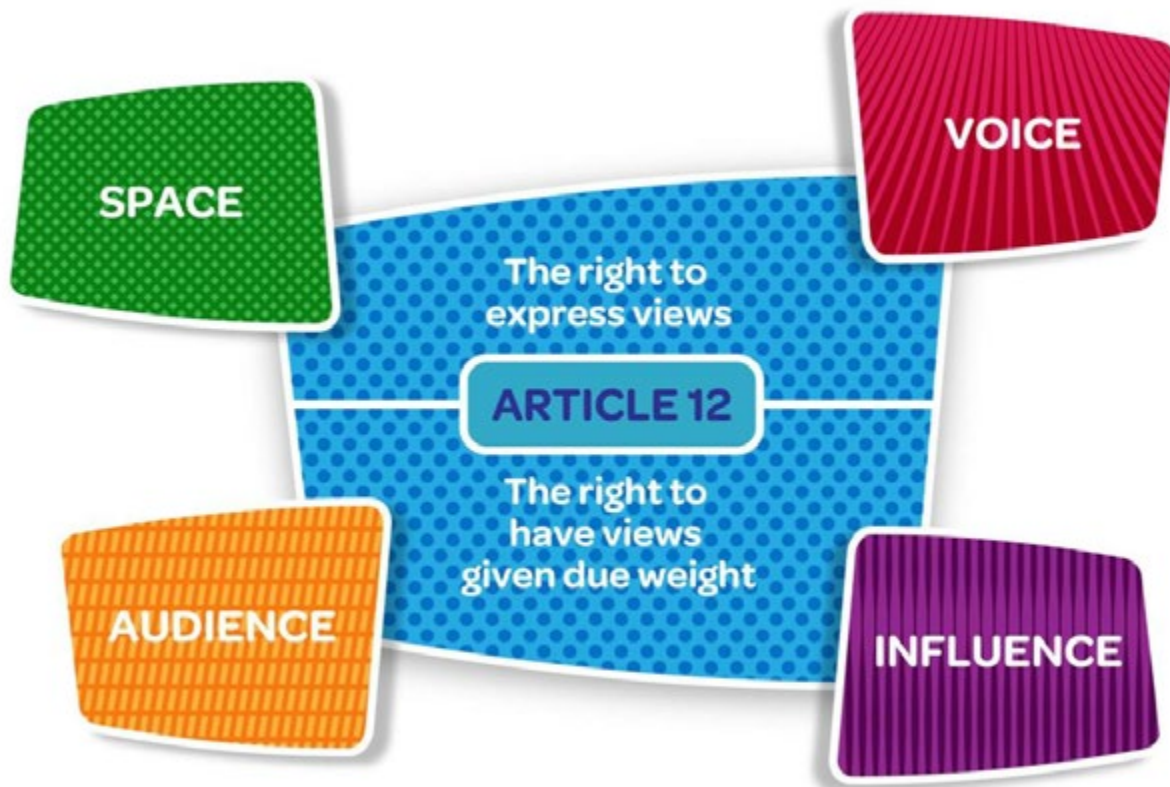 SPACE
VOICE
The right to
express views
ARTICLE 12
The right to
have views
given due weight
AUDIENCE
INFLUENCE